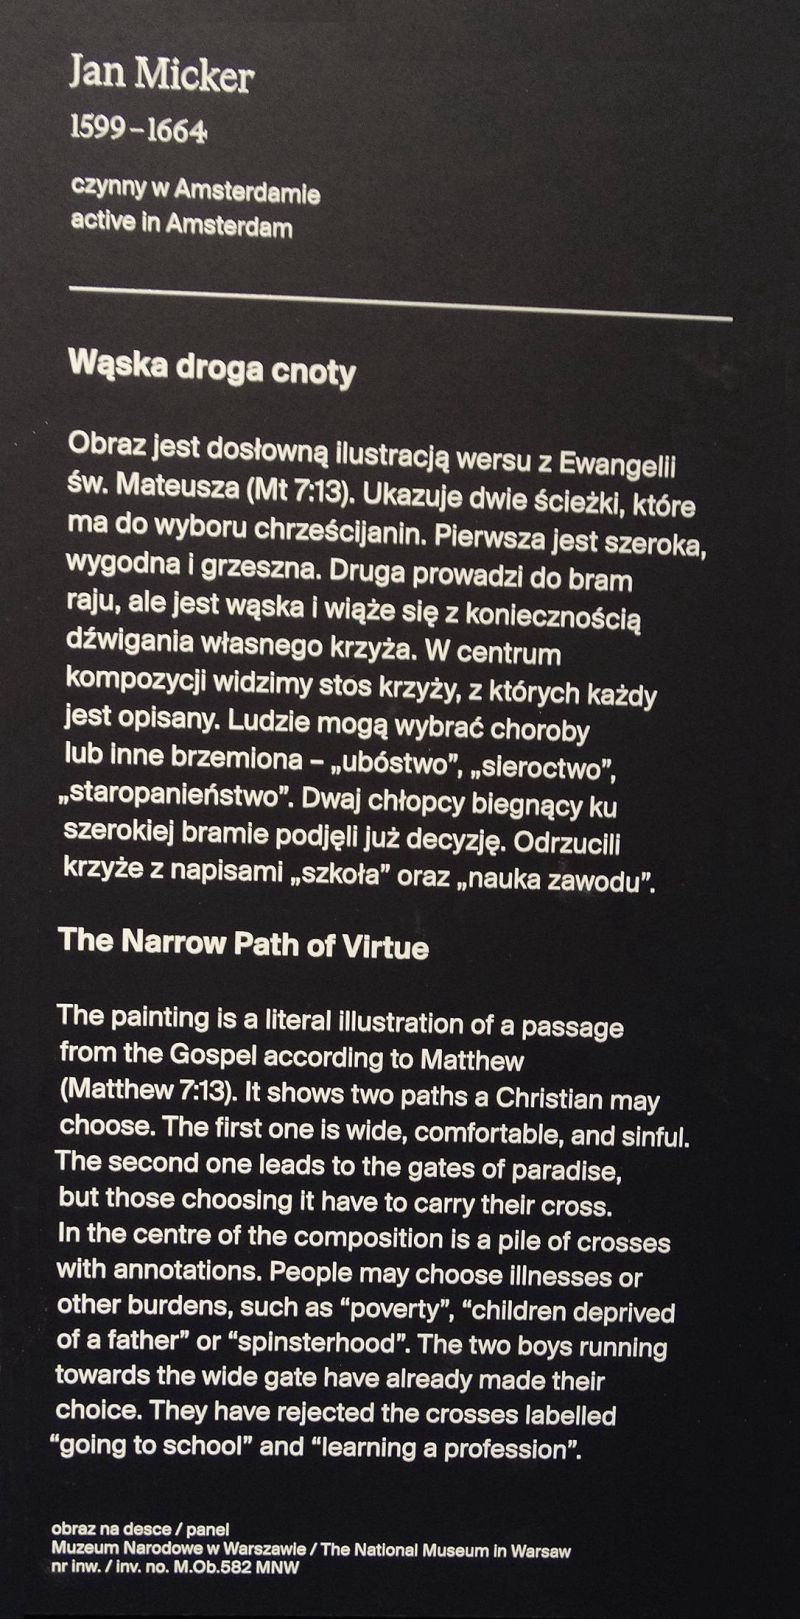 Jan Micker
1599–1664
czynny w Amsterdamie
active in Amsterdam
Wąska droga cnoty
Obraz jest dosłowną ilustracją wersu z Ewangelii
św. Mateusza (Mt 7:13). Ukazuje dwie ścieżki, które
ma do wyboru chrześcijanin. Pierwsza jest szeroka,
wygodna i grzeszna. Druga prowadzi do bram
raju, ale jest wąska i wiąże się z koniecznością
dźwigania własnego krzyża. W centrum
kompozycji widzimy stos krzyży, z których każdy
jest opisany. Ludzie mogą wybrać choroby
lub inne brzemiona – „ubóstwo”, „sieroctwo”,
„staropanieństwo”. Dwaj chłopcy biegnący ku
szerokiej bramie podjęli już decyzję. Odrzucili
krzyże z napisami „szkoła” oraz „nauka zawodu”.
The Narrow Path of Virtue
The painting is a literal illustration of a passage
from the Gospel according to Matthew
(Matthew 7:13). It shows two paths a Christian may
choose. The first one is wide, comfortable, and sinful.
The second one leads to the gates of paradise,
but those choosing it have to carry their cross.
In the centre of the composition is a pile of crosses
with annotations. People may choose illnesses or
other burdens, such as “poverty”, “children deprived
of a father” or “spinsterhood”. The two boys running
towards the wide gate have already made their
choice. They have rejected the crosses labelled
“going to school” and “learning a profession”.
obraz na desce / panel
Muzeum Narodowe w Warszawie / The National Museum in Warsaw
nr inw. / inv. no. M.Ob.582 MNW